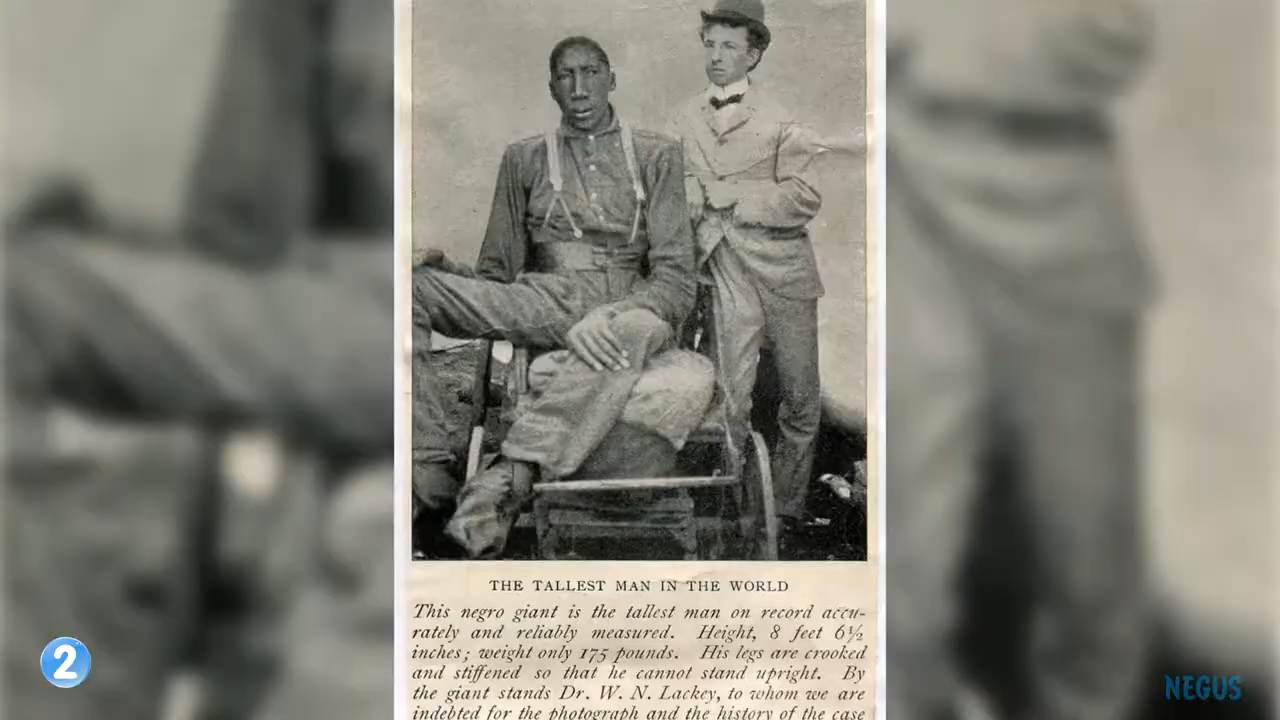 THE TALLEST MAN IN THE WORLD
This negro giant is the tallest man on record accu-
rately and reliably measured. Height, 8 feet 6½
inches; weight only 175 pounds. His legs are crooked
and stiffened so that he cannot stand upright. By
the giant stands Dr. W. N. Lackey, to whom we are
indebted for the photograph and the history of the case
2
NEGUS